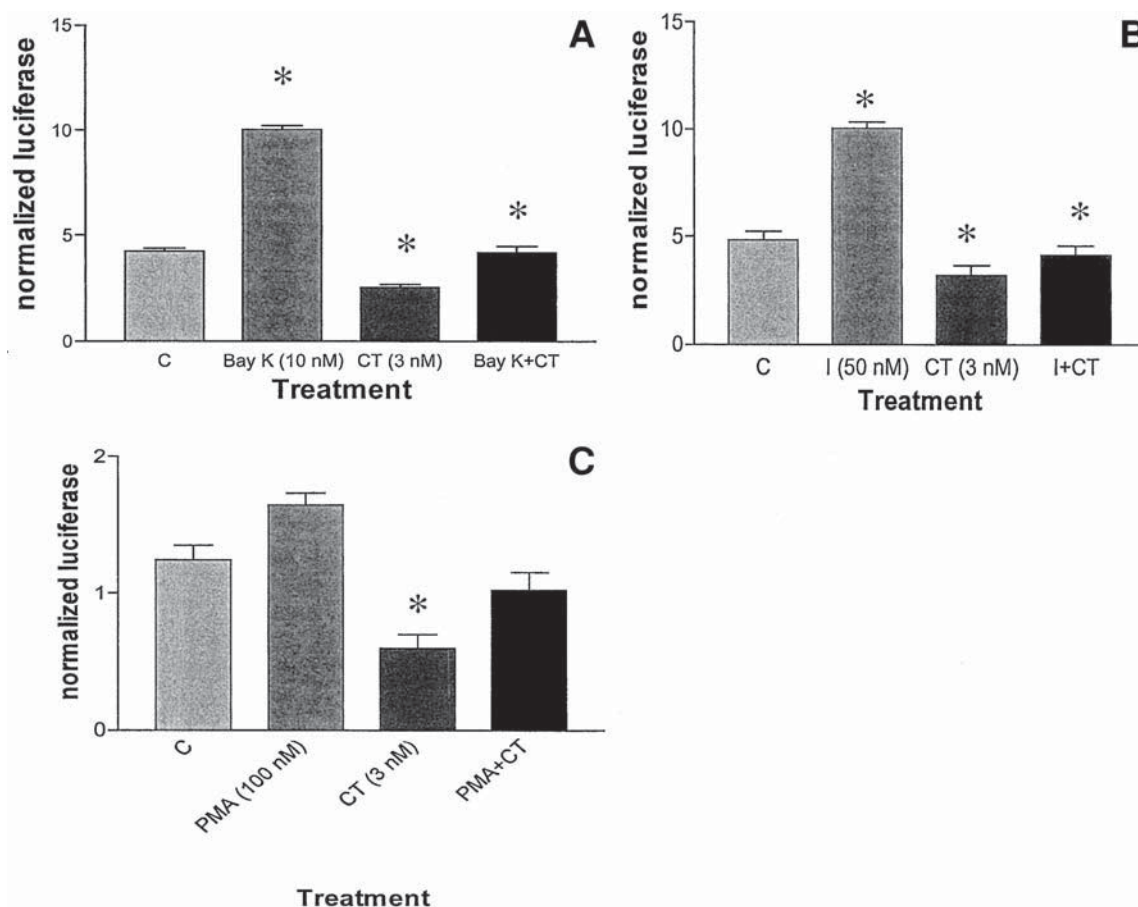 A
normalized luciferase
15
10
5
0
*
*
*
C
Bay K (10 nM)
CT (3 nM)
Bay K+CT
Treatment
B
normalized luciferase
15
10
5
0
*
*
*
C
I (50 nM)
CT (3 nM)
I+CT
Treatment
C
normalized luciferase
2
1
0
*
C
PMA (100 nM)
CT (3 nM)
PMA+CT
Treatment